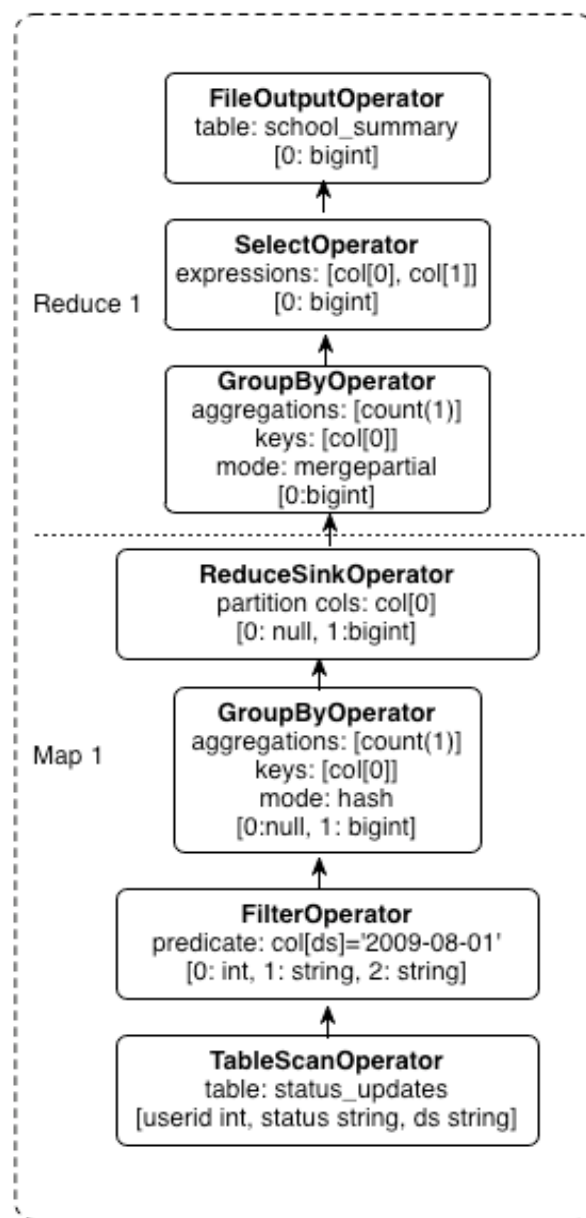 FileOutputOperator
table: school_summary
[0: bigint]
SelectOperator
expressions: [col[0], col[1]]
[0: bigint]
Reduce 1
GroupByOperator
aggregations: [count(1)]
keys: [col[0]]
mode: mergepartial
[0:bigint]
ReduceSinkOperator
partition cols: col[0]
[0: null, 1:bigint]
GroupByOperator
aggregations: [count(1)]
Map 1
keys: [col[0]]
mode: hash
[0:null, 1: bigint]
FilterOperator
predicate: col[ds]='2009-08-01'
[0: int, 1: string, 2: string]
TableScanOperator
table: status_updates
[userid int, status string, ds string]